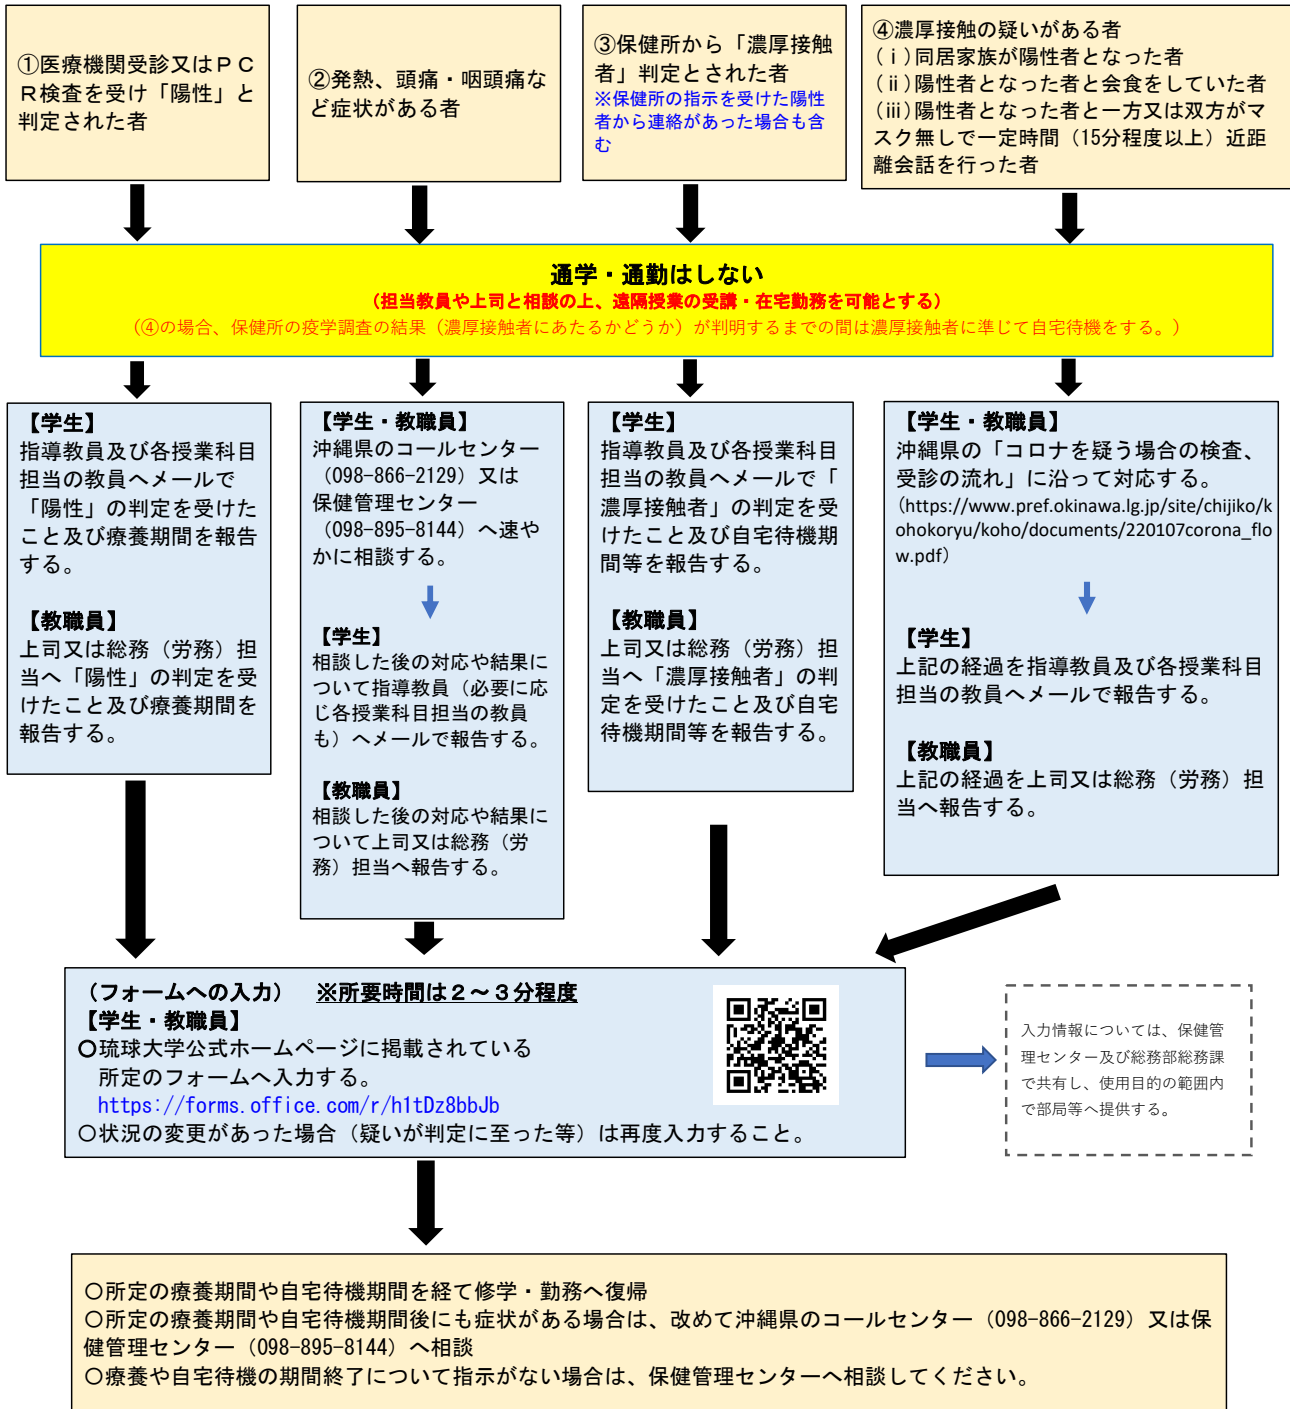 ①医療機関受診又はＰＣ
Ｒ検査を受け「陽性」と
判定された者
②発熱、頭痛・咽頭痛な
ど症状がある者
③保健所から「濃厚接触
者」判定とされた者
※保健所の指示を受けた陽性
者から連絡があった場合も含
む
④濃厚接触の疑いがある者
(ⅰ)同居家族が陽性者となった者
(ⅱ)陽性者となった者と会食をしていた者
(ⅲ)陽性者となった者と一方又は双方がマ
スク無しで一定時間（15分程度以上）近距
離会話を行った者
通学・通勤はしない
（担当教員や上司と相談の上、遠隔授業の受講・在宅勤務を可能とする）
（④の場合、保健所の疫学調査の結果（濃厚接触者にあたるかどうか）が判明するまでの間は濃厚接触者に準じて自宅待機をする。）
【学生】
指導教員及び各授業科目
担当の教員へメールで
「陽性」の判定を受けた
こと及び療養期間を報告
する。
【教職員】
上司又は総務（労務）担
当へ「陽性」の判定を受
けたこと及び療養期間を
報告する。
【学生・教職員】
沖縄県のコールセンター
（098-866-2129）又は
保健管理センター
（098-895-8144）へ速や
かに相談する。
【学生】
相談した後の対応や結果に
ついて指導教員（必要に応
じ各授業科目担当の教員
も）へメールで報告する。
【教職員】
相談した後の対応や結果に
ついて上司又は総務（労
務）担当へ報告する。
【学生】
指導教員及び各授業科目
担当の教員へメールで「
濃厚接触者」の判定を受
けたこと及び自宅待機期
間等を報告する。
【教職員】
上司又は総務（労務）担
当へ「濃厚接触者」の判
定を受けたこと及び自宅
待機期間等を報告する。
【学生・教職員】
沖縄県の「コロナを疑う場合の検査、
受診の流れ」に沿って対応する。
（https://www.pref.okinawa.lg.jp/site/chijiko/k
ohokoryu/koho/documents/220107corona_flo
w.pdf）
【学生】
上記の経過を指導教員及び各授業科目
担当の教員へメールで報告する。
【教職員】
上記の経過を上司又は総務（労務）担
当へ報告する。
（フォームへの入力）　※所要時間は２～３分程度
【学生・教職員】
○琉球大学公式ホームページに掲載されている
所定のフォームへ入力する。
https://forms.office.com/r/h1tDz8bbJb
○状況の変更があった場合（疑いが判定に至った等）は再度入力すること。
入力情報については、保健管
理センター及び総務部総務課
で共有し、使用目的の範囲内
で部局等へ提供する。
○所定の療養期間や自宅待機期間を経て修学・勤務へ復帰
○所定の療養期間や自宅待機期間後にも症状がある場合は、改めて沖縄県のコールセンター（098-866-2129）又は保
健管理センター（098-895-8144）へ相談
○療養や自宅待機の期間終了について指示がない場合は、保健管理センターへ相談してください。